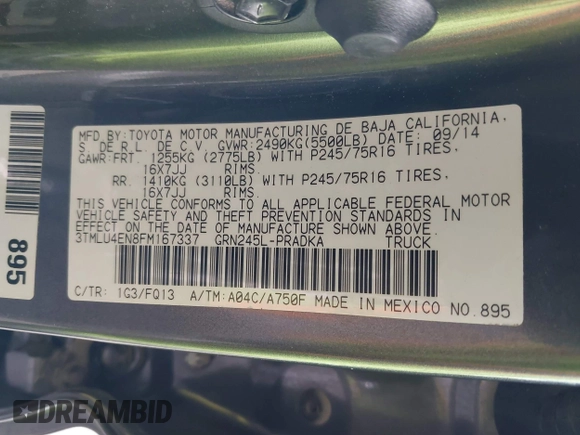 895
MFD.BY:TOYOTA MOTOR MANUFACTURING DE BAJA CALIFORNIA,
S. DE R.L. DE C.V. GVWR:2490KG(5500LB) DATE: 09/14
GAWR:FRT. 1255KG (2775LB) WITH P245/75R16 TIRES,
16X7JJ RIMS.
RR. 1410KG (3110LB) WITH P245/75R16 TIRES,
16X7JJ RIMS.
THIS VEHICLE CONFORMS TO ALL APPLICABLE FEDERAL MOTOR
VEHICLE SAFETY AND THEFT PREVENTION STANDARDS IN
EFFECT ON THE DATE OF MANUFACTURE SHOWN ABOVE.
3TMLU4EN8FM167337 GRN245L-PRADKA TRUCK
C/TR: 1G3/FQ13 A/TM:A04C/A750F MADE IN MEXICO NO.895
DREAMBID